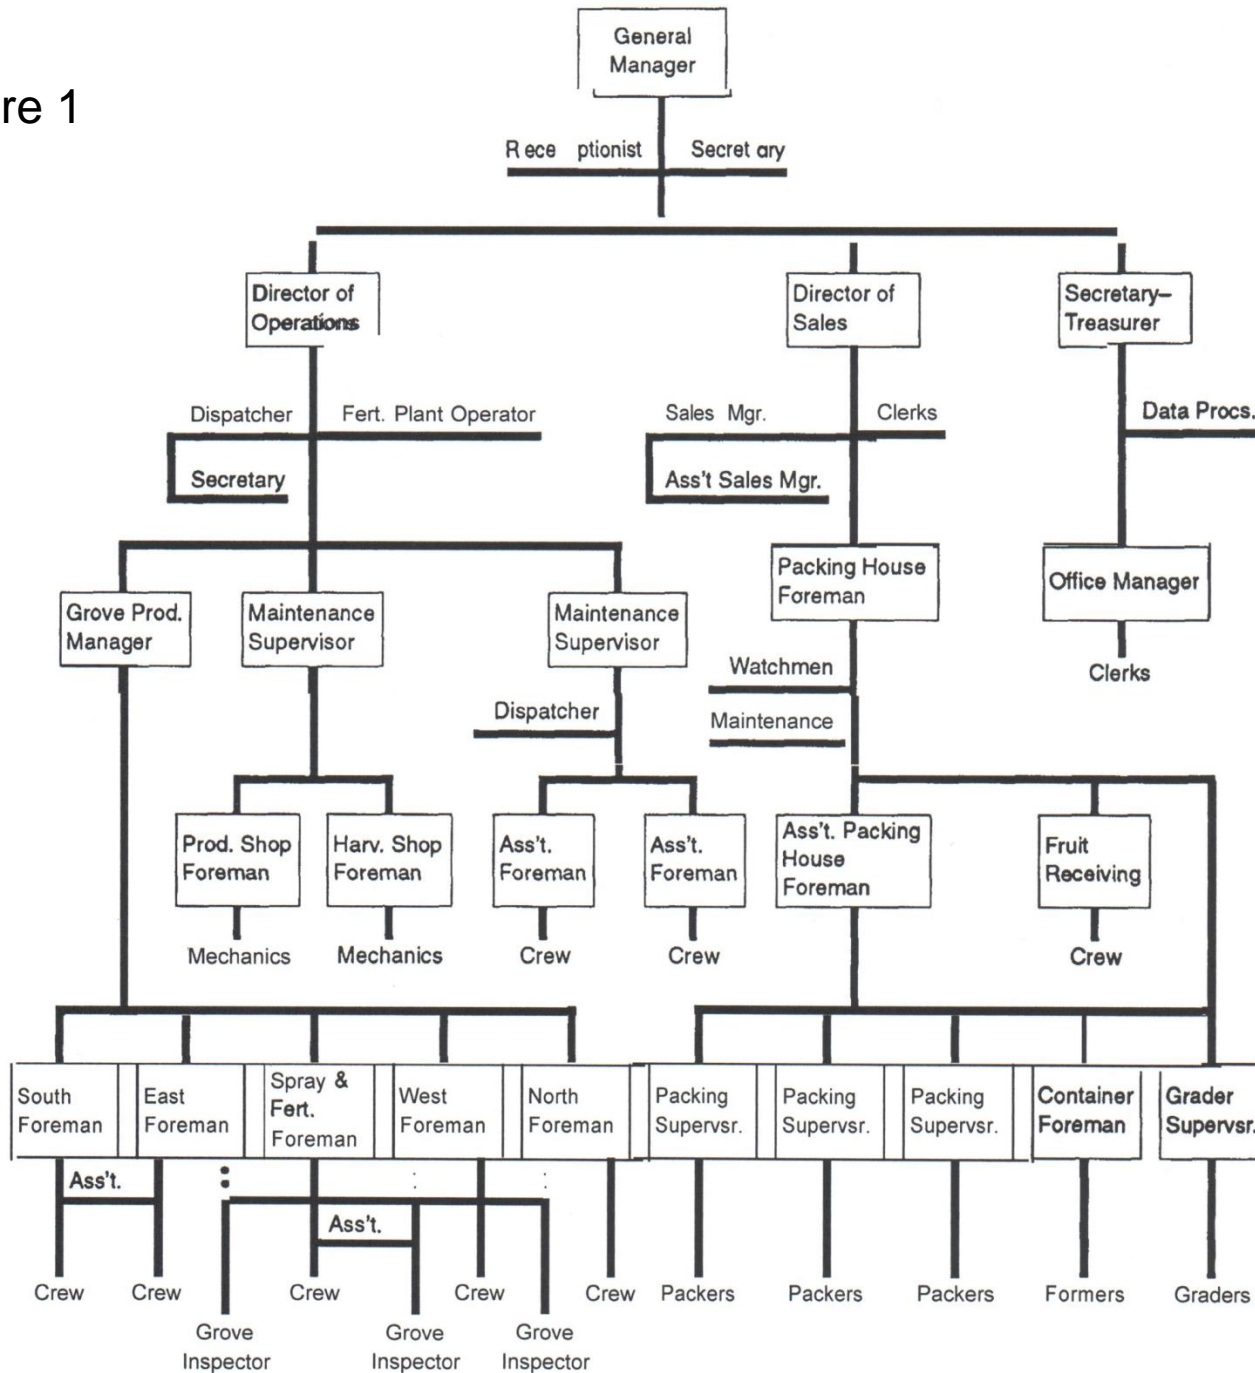 General
Manager
re 1
Receptionist Secretary
Director of
Operations
Director of
Sales
Secretary–
Treasurer
Dispatcher Fert. Plant Operator
Sales Mgr. Clerks
Data Procs.
Secretary
Ass't Sales Mgr.
Grove Prod.
Manager
Maintenance
Supervisor
Maintenance
Supervisor
Packing House
Foreman
Office Manager
Watchmen
Clerks
Dispatcher
Maintenance
Prod. Shop
Foreman
Harv. Shop
Foreman
Ass't.
Foreman
Ass't.
Foreman
Ass't. Packing
House
Foreman
Fruit
Receiving
Mechanics
Mechanics
Crew
Crew
Crew
South
Foreman
East
Foreman
Spray &
Fert.
Foreman
West
Foreman
North
Foreman
Packing
Supervsr.
Packing
Supervsr.
Packing
Supervsr.
Container
Foreman
Grader
Supervsr.
Ass't.
Ass't.
Crew
Crew
Crew
Crew
Crew
Packers
Packers
Packers
Formers
Graders
Grove
Inspector
Grove
Inspector
Grove
Inspector